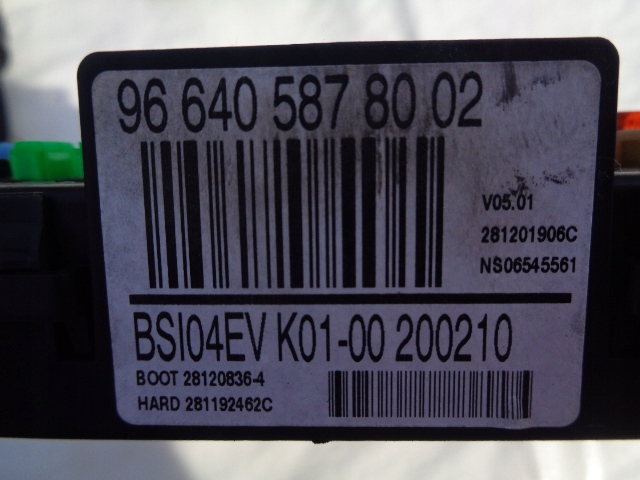 96 640 587 80 02
V05.01
281201906C
NS06545561
BSI04EV K01-00 200210
BOOT 28120836-4
HARD 281192462C